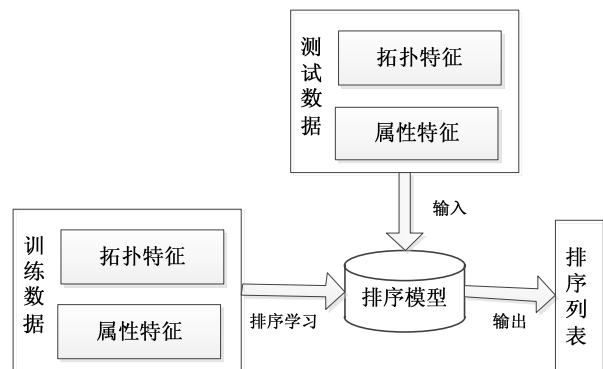 测试数据
拓扑特征
属性特征
输入
训练数据
拓扑特征
属性特征
排序学习
排序模型
输出
排序列表